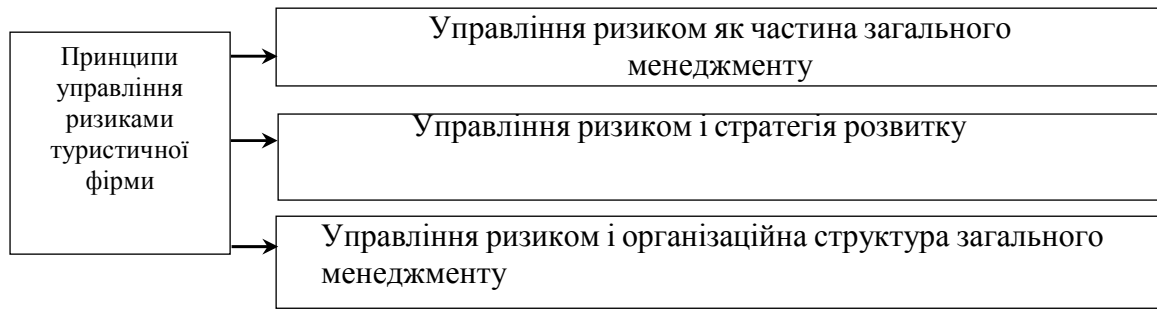 Принципи
управління
ризиками
туристичної
фірми
Управління ризиком як частина загального
менеджменту
Управління ризиком і стратегія розвитку
Управління ризиком і організаційна структура загального
менеджменту